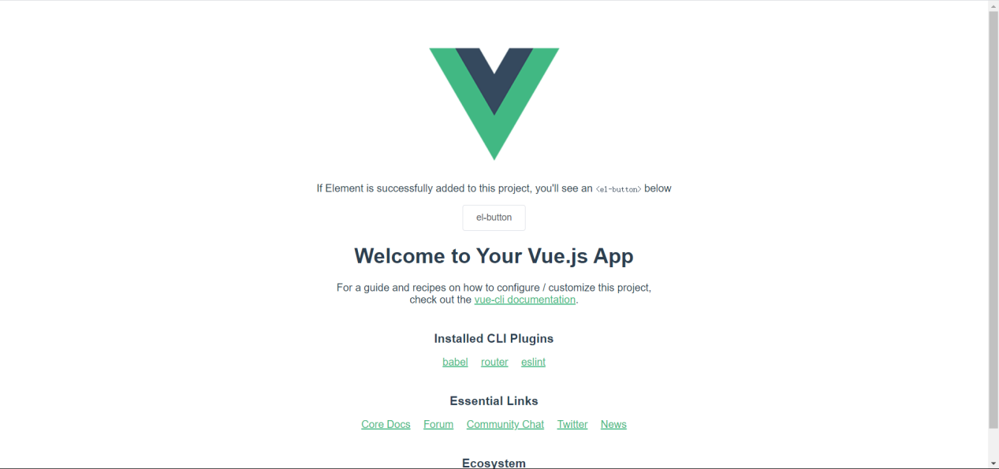 If Element is successfully added to this project, you'll see an <el-button> below
el-button
Welcome to Your Vue.js App
For a guide and recipes on how to configure / customize this project,
check out the vue-cli documentation.
Installed CLI Plugins
babel router eslint
Essential Links
Core Docs Forum Community Chat Twitter News
Ecosystem